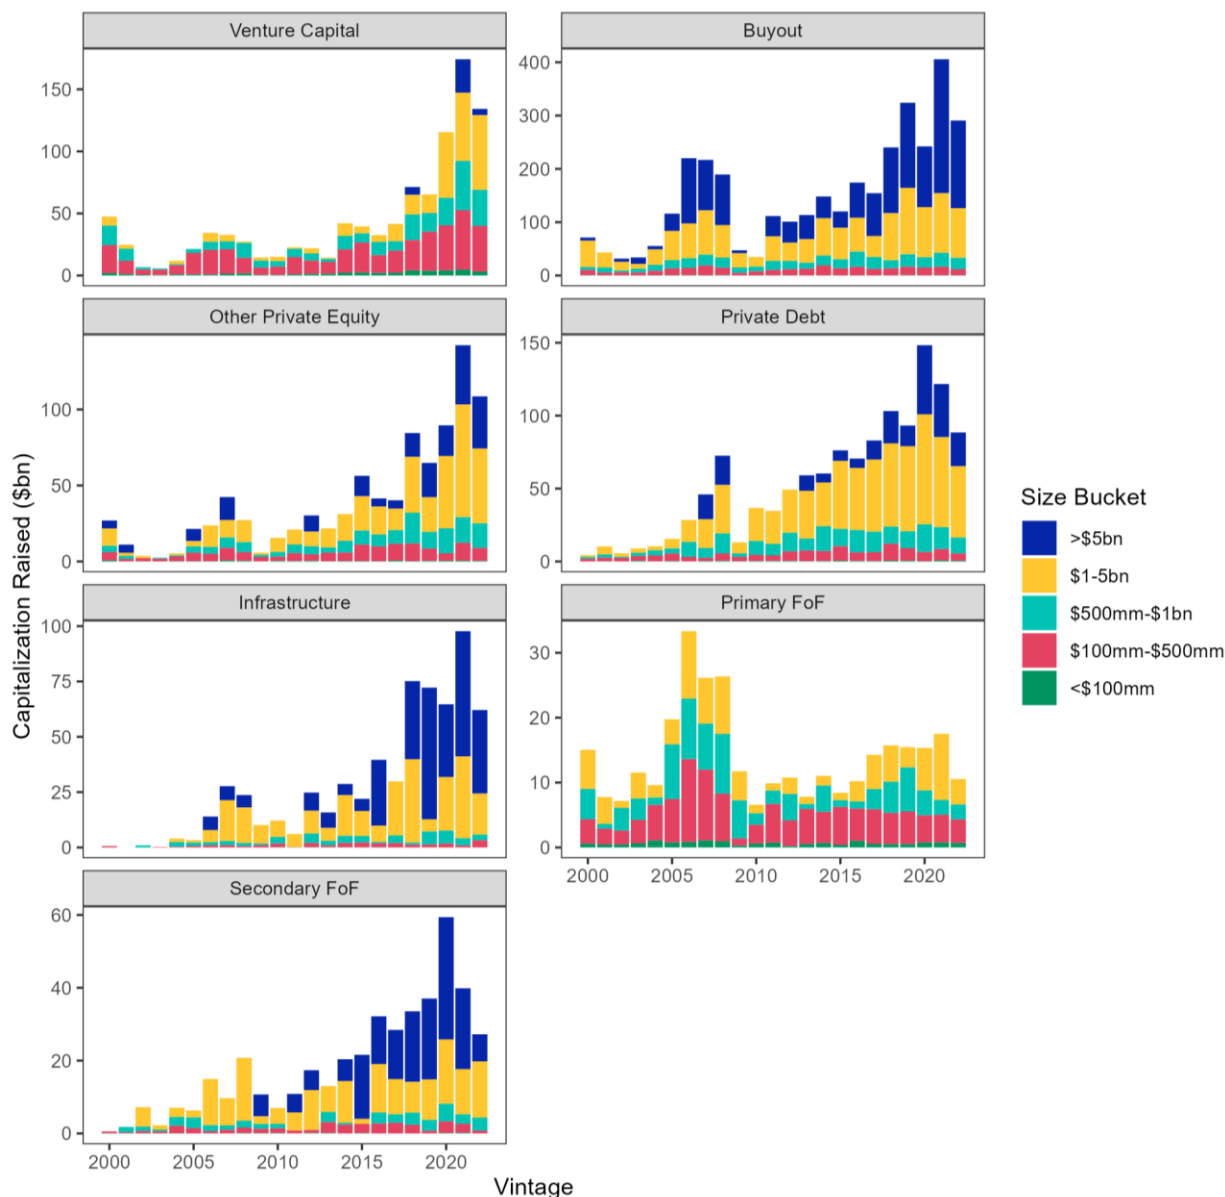 Venture Capital
Buyout
150
100
50
0
400
300
200
100
0
Other Private Equity
Private Debt
100
50
0
150
100
50
0
Infrastructure
Primary FoF
100
75
50
25
0
30
20
10
0
2000 2005 2010 2015 2020
Secondary FoF
60
40
20
0
2000 2005 2010 2015 2020
Vintage
Capitalization Raised ($bn)
Size Bucket
>$5bn
$1-5bn
$500mm-$1bn
$100mm-$500mm
<$100mm